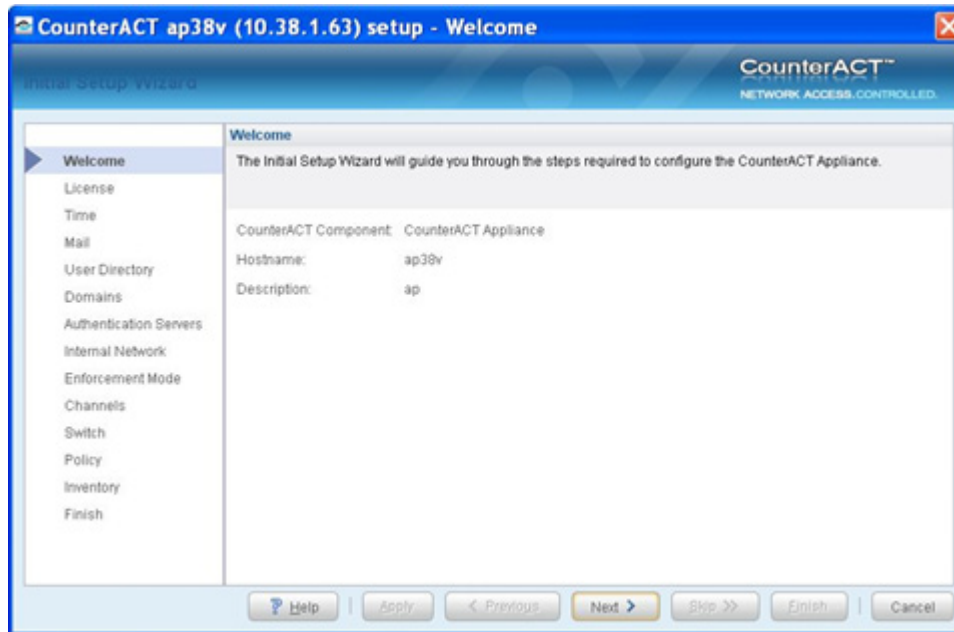 CounterACT ap38v (10.38.1.63) setup - Welcome
Initial Setup Wizard
CounterACT™
NETWORK ACCESS.CONTROLLED.
Welcome
License
Time
Mail
User Directory
Domains
Authentication Servers
Internal Network
Enforcement Mode
Channels
Switch
Policy
Inventory
Finish
Welcome
The Initial Setup Wizard will guide you through the steps required to configure the CounterACT Appliance.
CounterACT Component: CounterACT Appliance
Hostname: ap38v
Description: ap
? Help Apply < Previous Next > Skip >> Finish Cancel